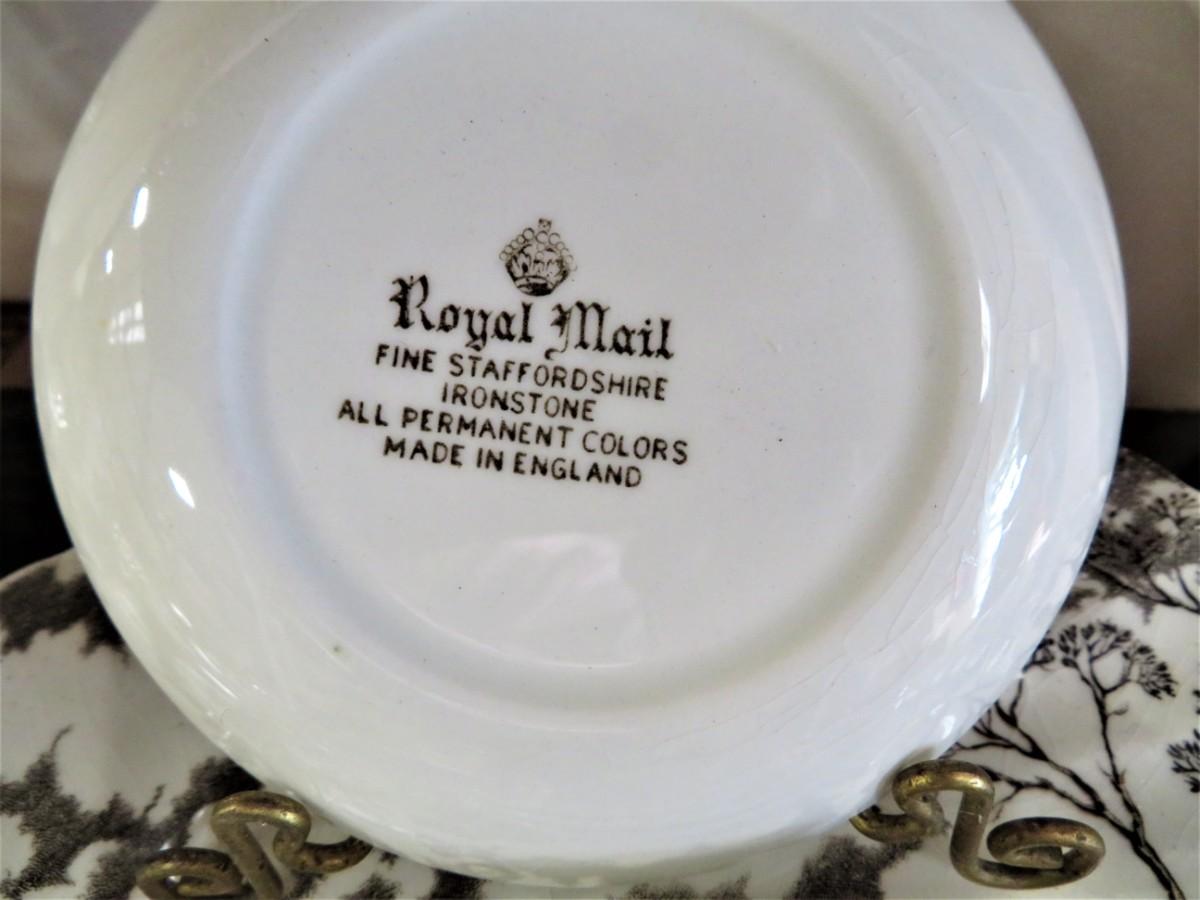 Royal Mail
FINE STAFFORDSHIRE
IRONSTONE
ALL PERMANENT COLORS
MADE IN ENGLAND